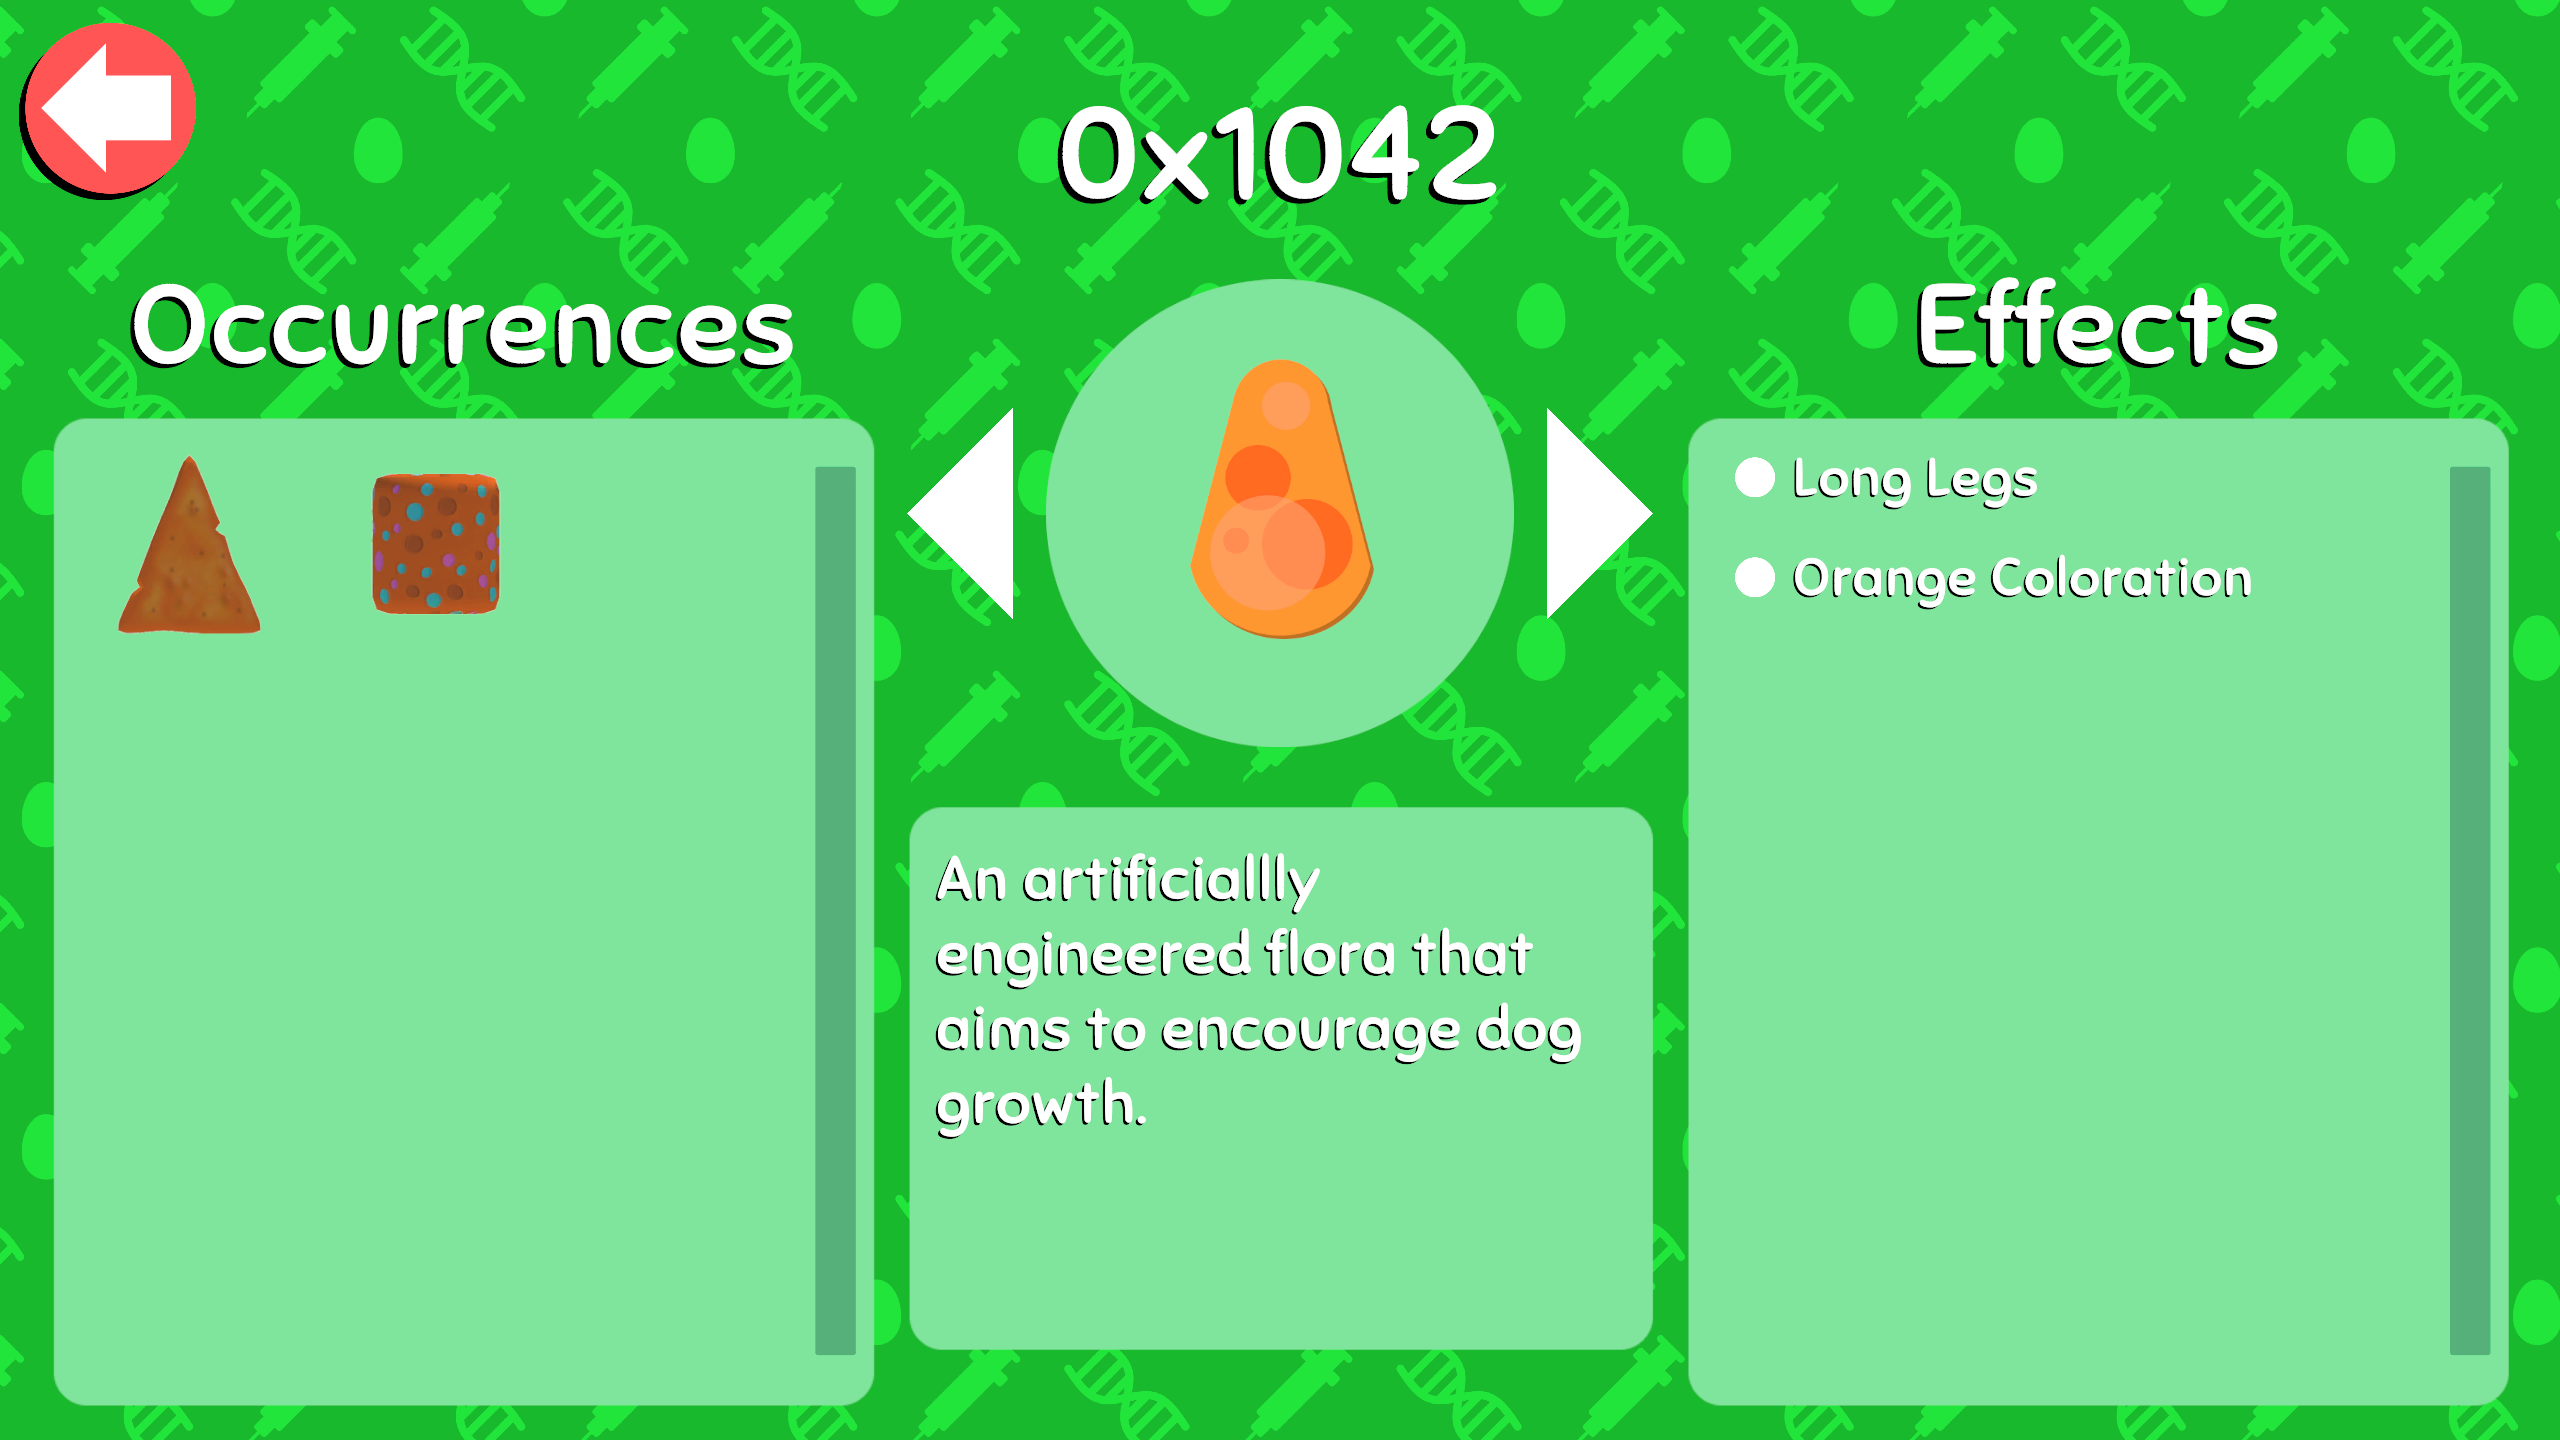 0x1042
Occurrences
Effects
Long Legs
Orange Coloration
An artificiallly
engineered flora that
aims to encourage dog
growth.